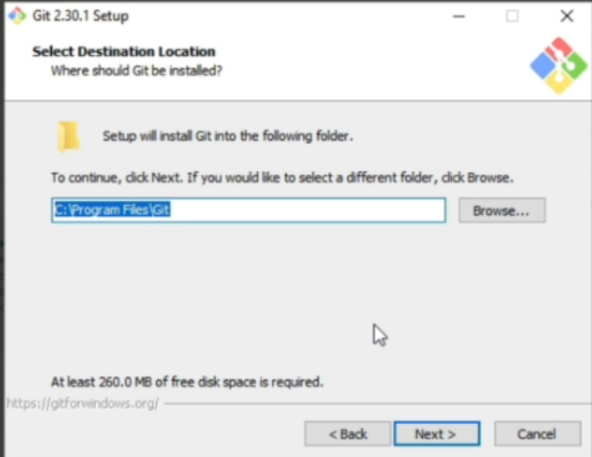 Git 2.30.1 Setup
Select Destination Location
Where should Git be installed?
Setup will install Git into the following folder.
To continue, click Next. If you would like to select a different folder, click Browse.
C:\Program Files\Git
Browse...
At least 260.0 MB of free disk space is required.
https://gitforwindows.org/
< Back
Next >
Cancel